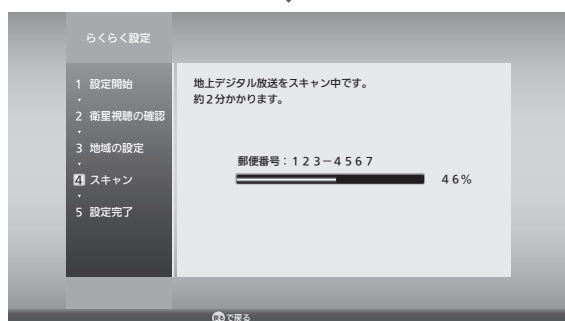 らくらく設定
1 設定開始
2 衛星視聴の確認
3 地域の設定
4 スキャン
5 設定完了
地上デジタル放送をスキャン中です。
約2分かかります。
郵便番号：123－4567
46%
戻るで戻る